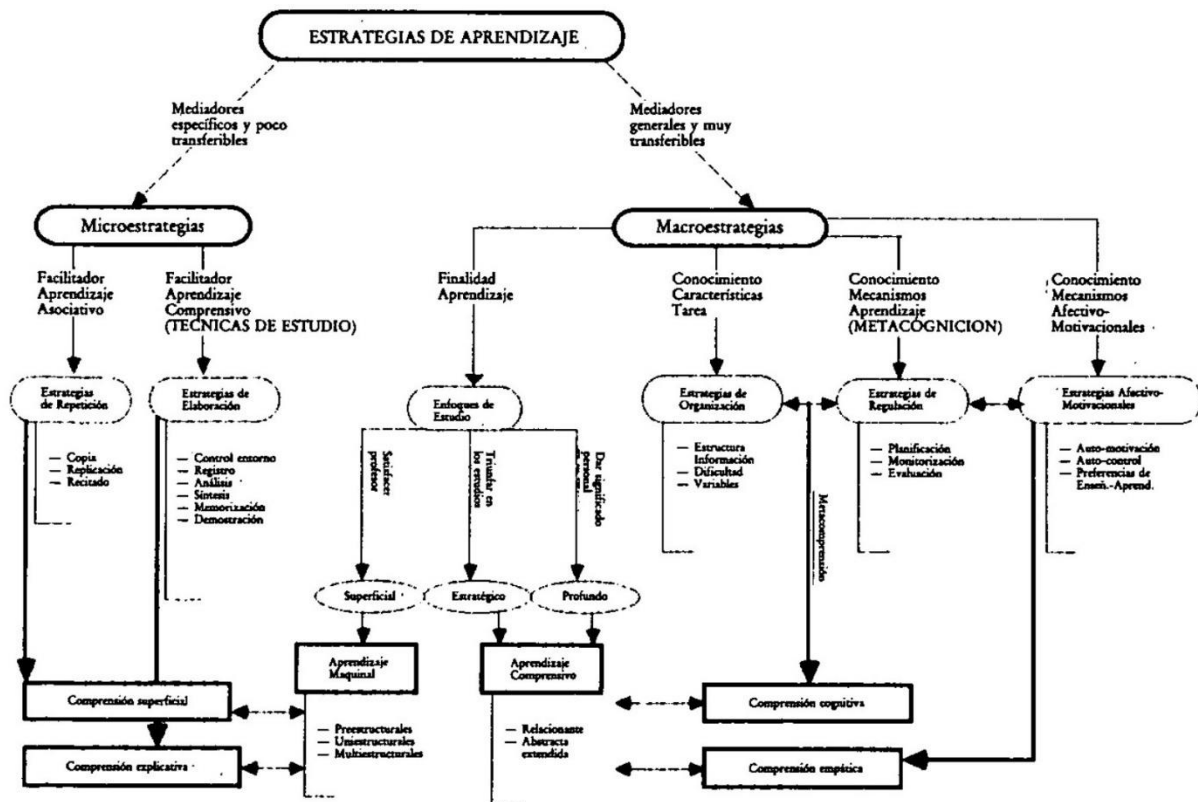 ESTRATEGIAS DE APRENDIZAJE
Mediadores
específicos y poco
transferibles
Mediadores
generales y muy
transferibles
Microestrategias
Macroestrategias
Facilitador
Aprendizaje
Asociativo
Facilitador
Aprendizaje
Comprensivo
(TECNICAS DE ESTUDIO)
Finalidad
Aprendizaje
Conocimiento
Características
Tarea
Conocimiento
Mecanismos
Aprendizaje
(METACOGNICION)
Conocimiento
Mecanismos
Afectivo-
Motivacionales
Estrategias
de Repetición
Estrategias de
Elaboración
Enfoques de
Estudio
Estrategias de
Organización
Estrategias de
Regulación
Estrategias Afectivo-
Motivacionales
— Copia
— Replicación
— Recitado
— Control entorno
— Registro
— Análisis
— Síntesis
— Memorización
— Demostración
Satisfacer
profesor
Triunfar en
los estudios
Dar significado
personal
— Estructura
Información
— Dificultad
— Variables
Metacomprensión
— Planificación
— Monitorización
— Evaluación
— Auto-motivación
— Auto-control
— Preferencias de
Enseñ.-Aprend.
Superficial
Estratégico
Profundo
Aprendizaje
Maquinal
Aprendizaje
Comprensivo
Comprensión superficial
Comprensión cognitiva
— Preestructurales
— Uniestructurales
— Multiestructurales
— Relacionante
— Abstracta
extendida
Comprensión explicativa
Comprensión empática